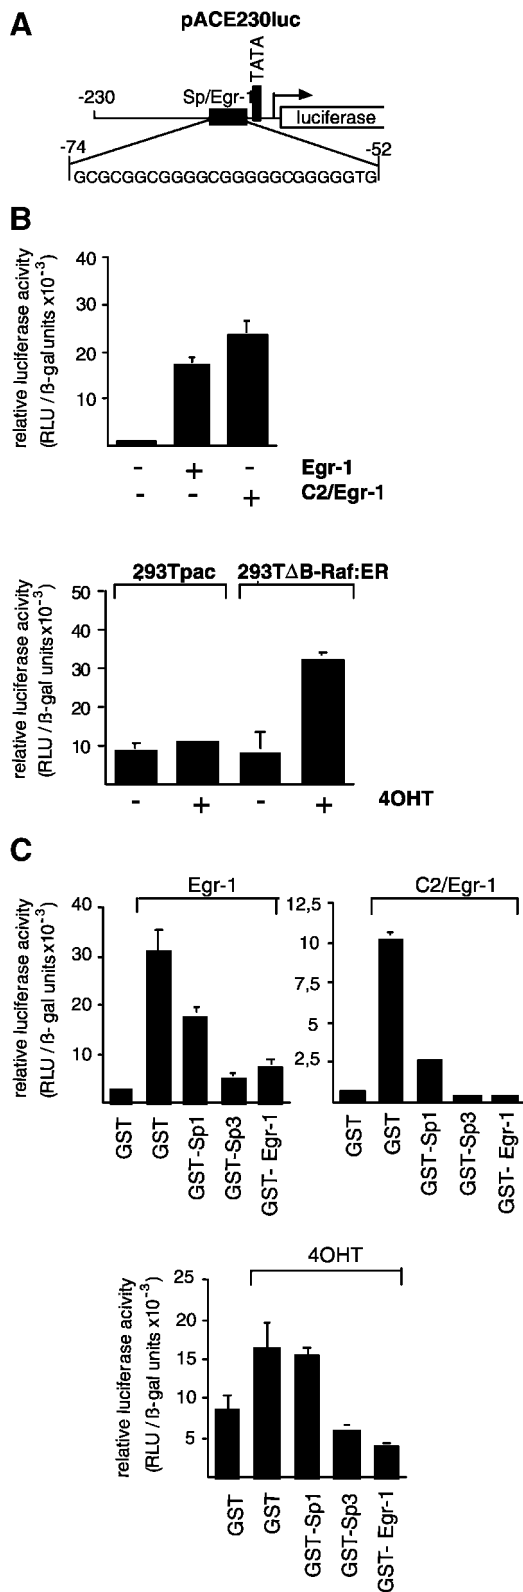 A
pACE230luc
TATA
Sp/Egr-1
-230
luciferase
-74
-52
GCGCGGCGGGGCGGGGGCGGGGGTG
B
relative luciferase acivity
(RLU / ß-gal units x10⁻³)
40
30
20
10
- + - Egr-1
- - + C2/Egr-1
293Tpac 293TΔB-Raf:ER
relative luciferase acivity
(RLU / ß-gal units x10⁻³)
50
40
30
20
10
- + - + 4OHT
C
Egr-1
relative luciferase acivity
(RLU / ß-gal units x10⁻³)
40
30
20
10
GST
GST
GST-Sp1
GST-Sp3
GST- Egr-1
C2/Egr-1
12,5
10
7,5
5
2,5
GST
GST
GST-Sp1
GST-Sp3
GST- Egr-1
4OHT
relative luciferase acivity
(RLU / ß-gal units x10⁻³)
25
20
15
10
5
GST
GST
GST-Sp1
GST-Sp3
GST- Egr-1